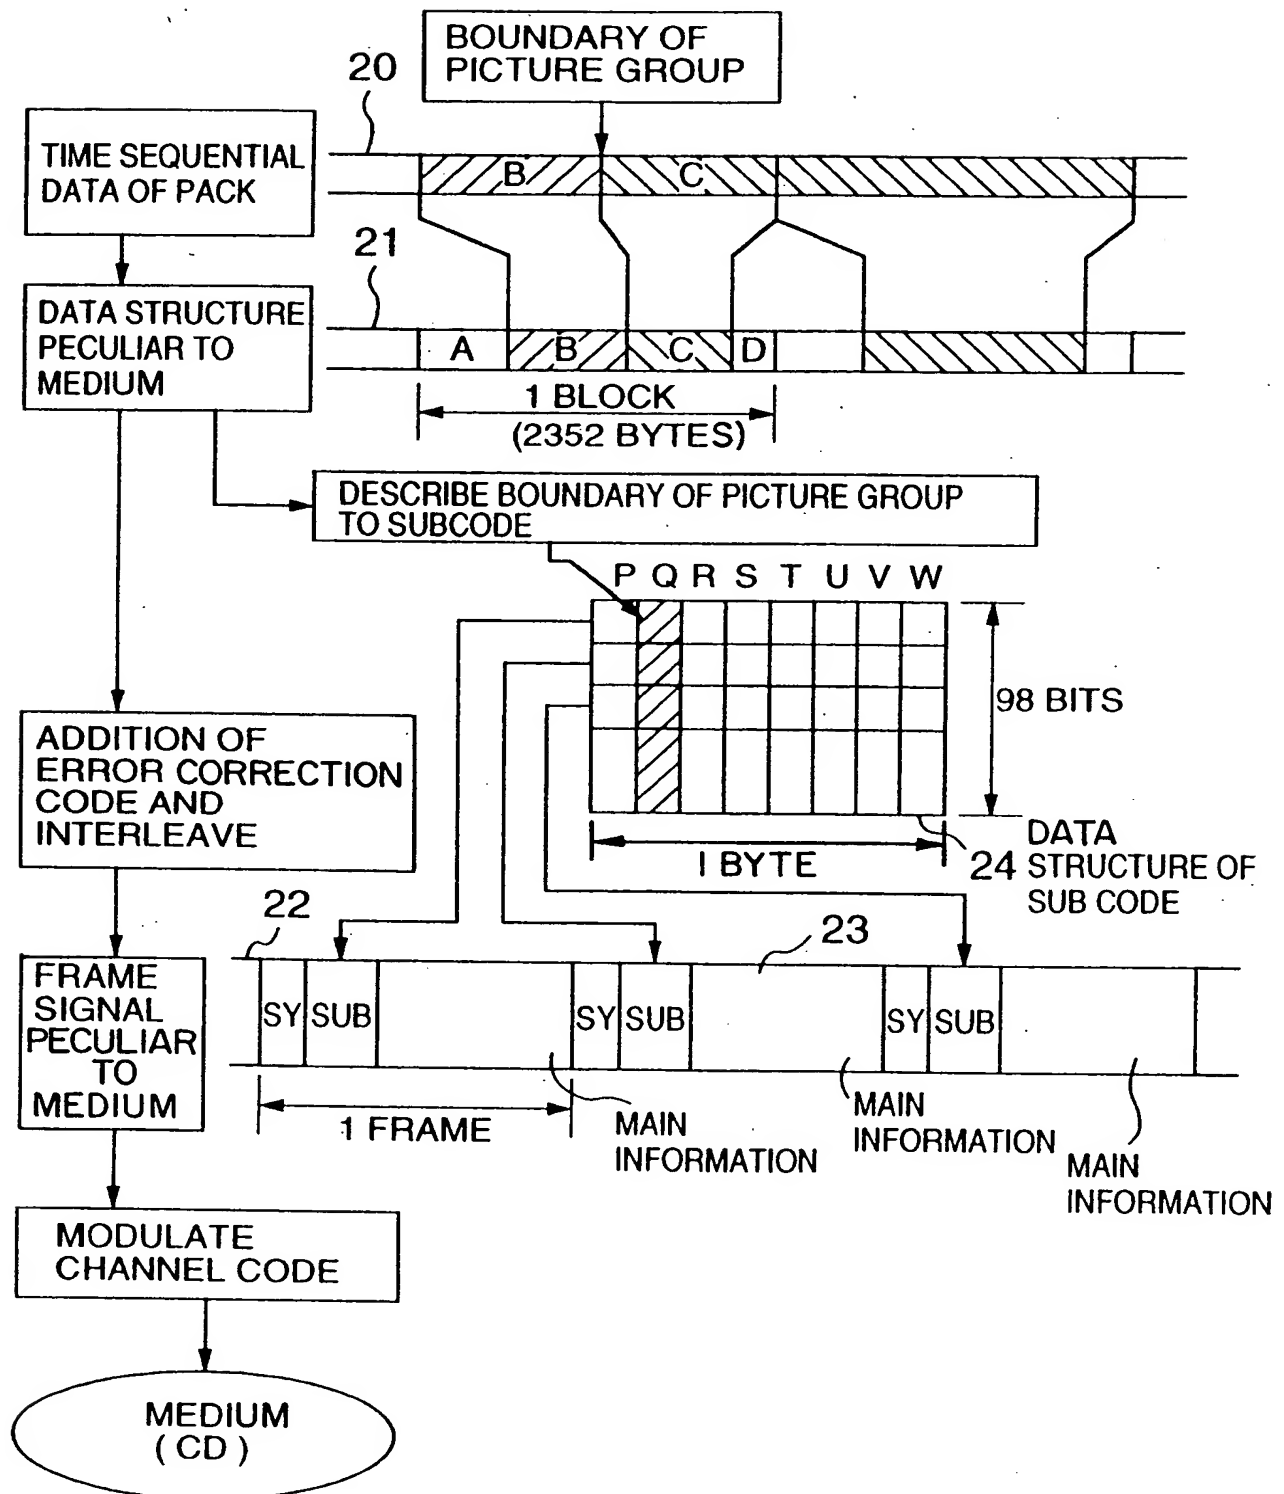 BOUNDARY OF
PICTURE GROUP
20
TIME SEQUENTIAL
DATA OF PACK
B
C
21
DATA STRUCTURE
PECULIAR TO
MEDIUM
A
B
C
D
1 BLOCK
(2352 BYTES)
DESCRIBE BOUNDARY OF PICTURE GROUP
TO SUBCODE
P Q R S T U V W
98 BITS
1 BYTE
24 DATA
STRUCTURE OF
SUB CODE
ADDITION OF
ERROR CORRECTION
CODE AND
INTERLEAVE
22
23
FRAME
SIGNAL
PECULIAR
TO
MEDIUM
SY SUB SY SUB SY SUB
1 FRAME
MAIN
INFORMATION
MAIN
INFORMATION
MAIN
INFORMATION
MODULATE
CHANNEL CODE
MEDIUM
( CD )